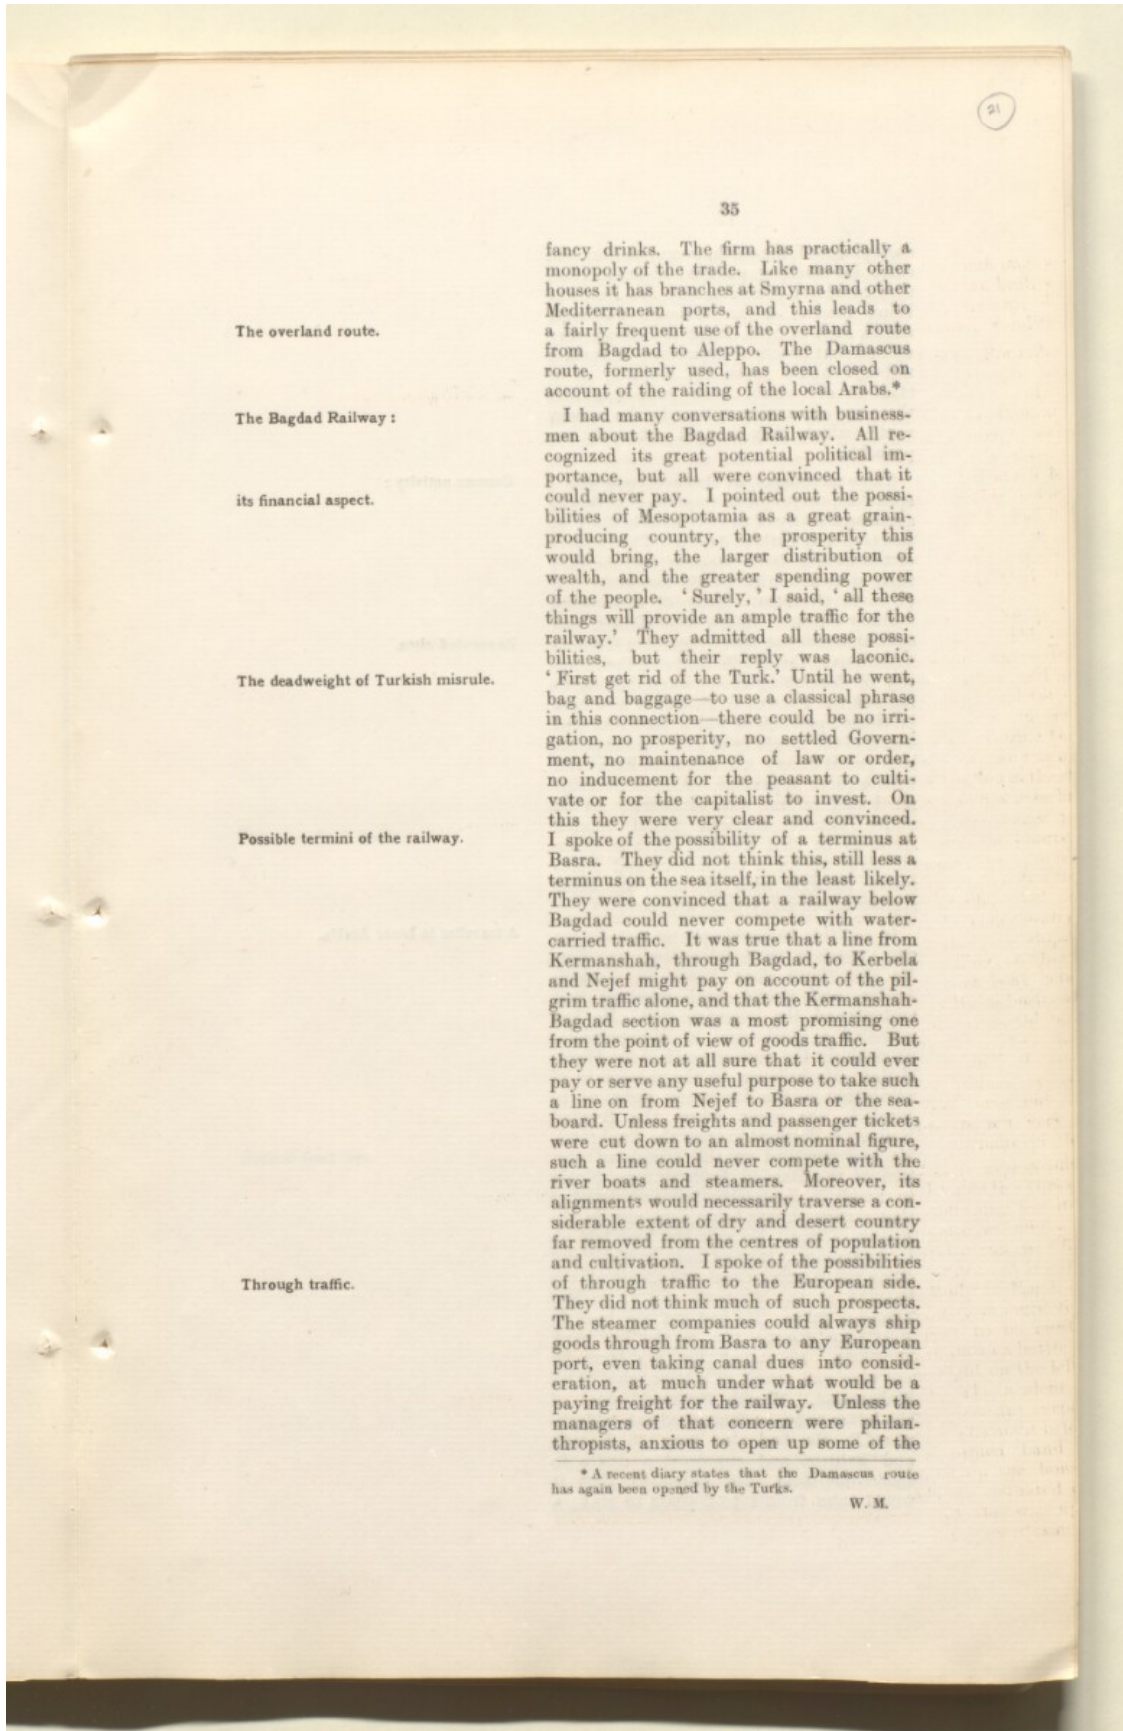 21
35
fancy drinks. The firm has practically a
monopoly of the trade. Like many other
houses it has branches at Smyrna and other
Mediterranean ports, and this leads to
The overland route.
a fairly frequent use of the overland route
from Bagdad to Aleppo. The Damascus
route, formerly used, has been closed on
account of the raiding of the local Arabs.*
The Bagdad Railway :
I had many conversations with business-
men about the Bagdad Railway. All re-
cognized its great potential political im-
portance, but all were convinced that it
its financial aspect.
could never pay. I pointed out the possi-
bilities of Mesopotamia as a great grain-
producing country, the prosperity this
would bring, the larger distribution of
wealth, and the greater spending power
of the people. ‘ Surely, ’ I said, ‘ all these
things will provide an ample traffic for the
railway.’ They admitted all these possi-
bilities, but their reply was laconic.
The deadweight of Turkish misrule.
‘ First get rid of the Turk.’ Until he went,
bag and baggage—to use a classical phrase
in this connection—there could be no irri-
gation, no prosperity, no settled Govern-
ment, no maintenance of law or order,
no inducement for the peasant to culti-
vate or for the capitalist to invest. On
this they were very clear and convinced.
Possible termini of the railway.
I spoke of the possibility of a terminus at
Basra. They did not think this, still less a
terminus on the sea itself, in the least likely.
They were convinced that a railway below
Bagdad could never compete with water-
carried traffic. It was true that a line from
Kermanshah, through Bagdad, to Kerbela
and Nejef might pay on account of the pil-
grim traffic alone, and that the Kermanshah-
Bagdad section was a most promising one
from the point of view of goods traffic. But
they were not at all sure that it could ever
pay or serve any useful purpose to take such
a line on from Nejef to Basra or the sea-
board. Unless freights and passenger tickets
were cut down to an almost nominal figure,
such a line could never compete with the
river boats and steamers. Moreover, its
alignments would necessarily traverse a con-
siderable extent of dry and desert country
far removed from the centres of population
and cultivation. I spoke of the possibilities
Through traffic.
of through traffic to the European side.
They did not think much of such prospects.
The steamer companies could always ship
goods through from Basra to any European
port, even taking canal dues into consid-
eration, at much under what would be a
paying freight for the railway. Unless the
managers of that concern were philan-
thropists, anxious to open up some of the
* A recent diary states that the Damascus route
has again been opened by the Turks.
W. M.